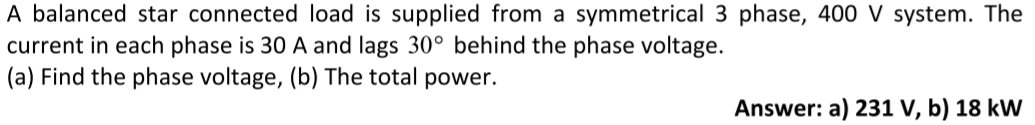 A balanced star connected load is supplied from a symmetrical 3 phase, 400 V system. The
current in each phase is 30 A and lags 30° behind the phase voltage.
(a) Find the phase voltage, (b) The total power.
Answer: a) 231 V, b) 18 kW